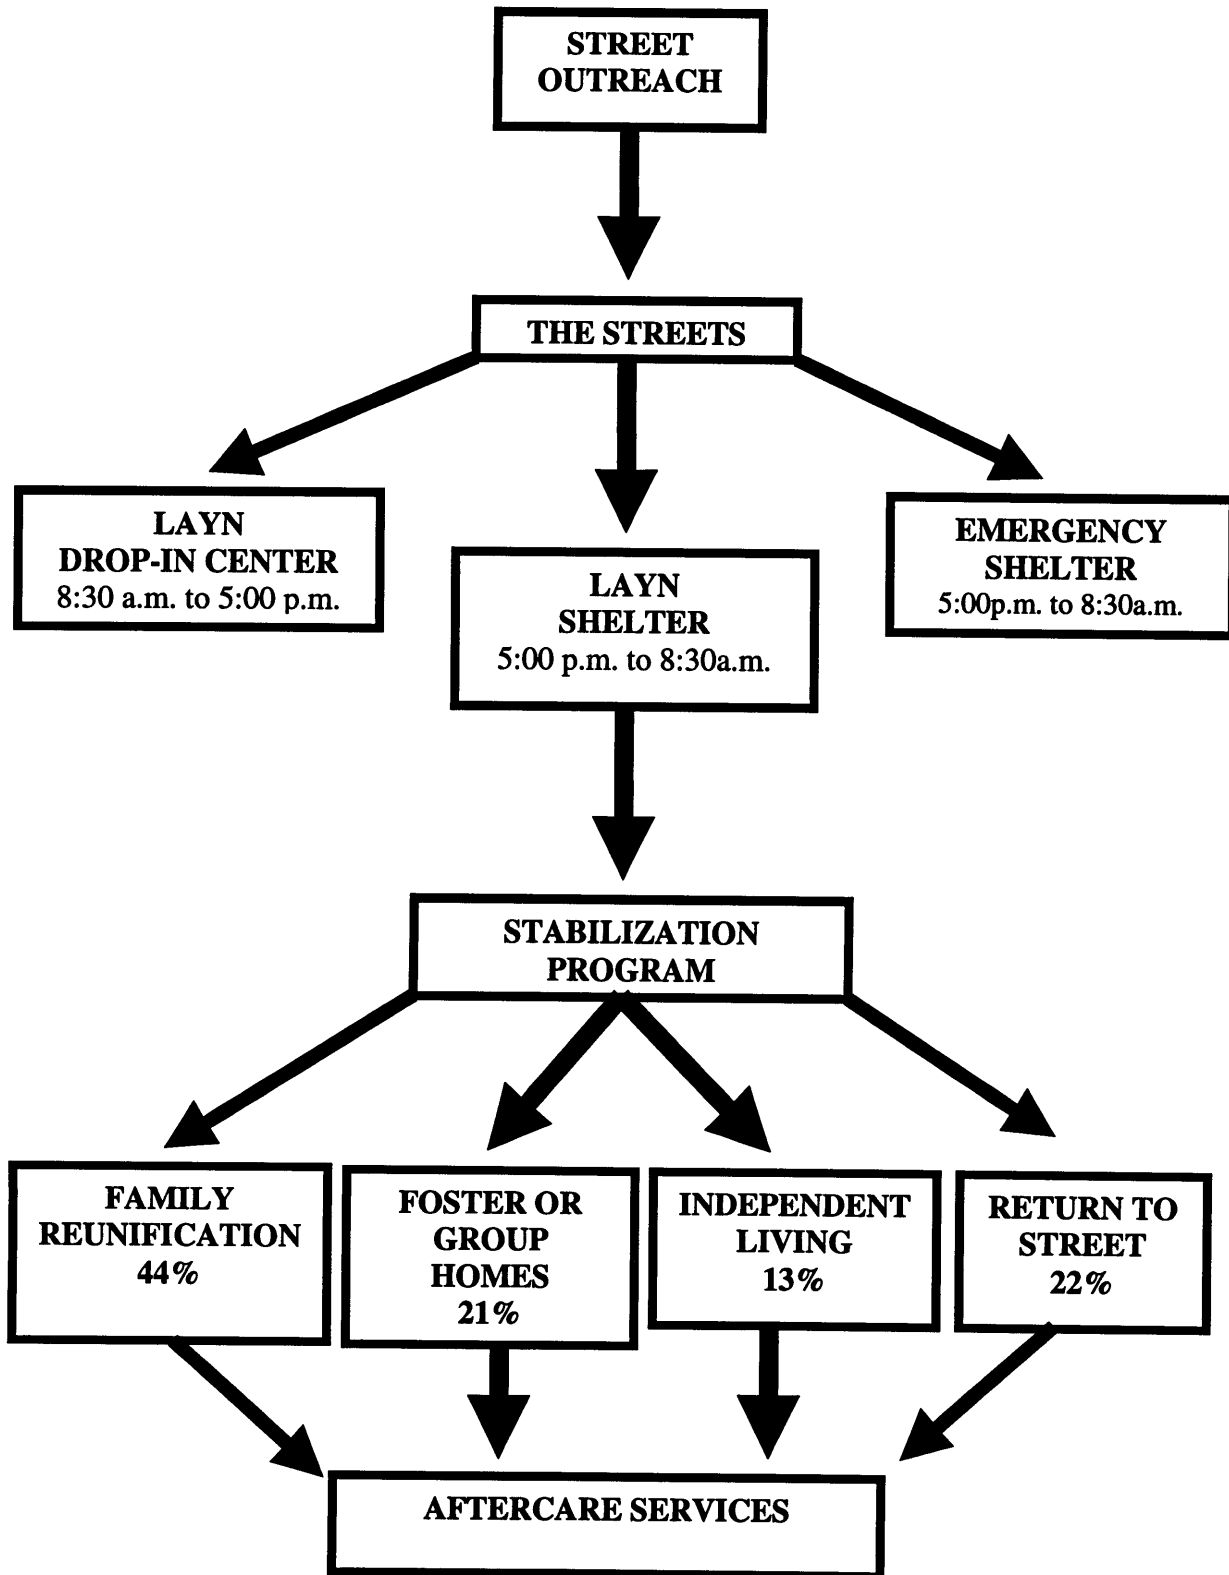 STREET
OUTREACH
THE STREETS
LAYN
DROP-IN CENTER
8:30 a.m. to 5:00 p.m.
LAYN
SHELTER
5:00 p.m. to 8:30a.m.
EMERGENCY
SHELTER
5:00p.m. to 8:30a.m.
STABILIZATION
PROGRAM
FAMILY
REUNIFICATION
44%
FOSTER OR
GROUP
HOMES
21%
INDEPENDENT
LIVING
13%
RETURN TO
STREET
22%
AFTERCARE SERVICES